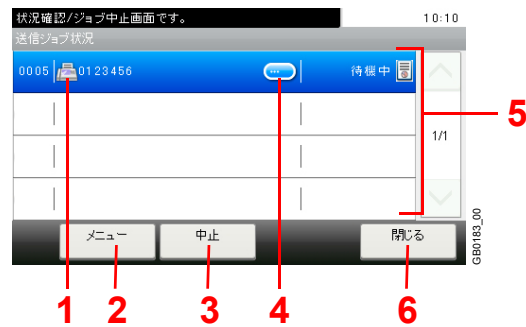 状況確認/ジョブ中止画面です。 10:10
送信ジョブ状況
0005 0123456 待機中
5
1/1
メニュー 中止 閉じる
GB0183_00
1 2 3 4 6